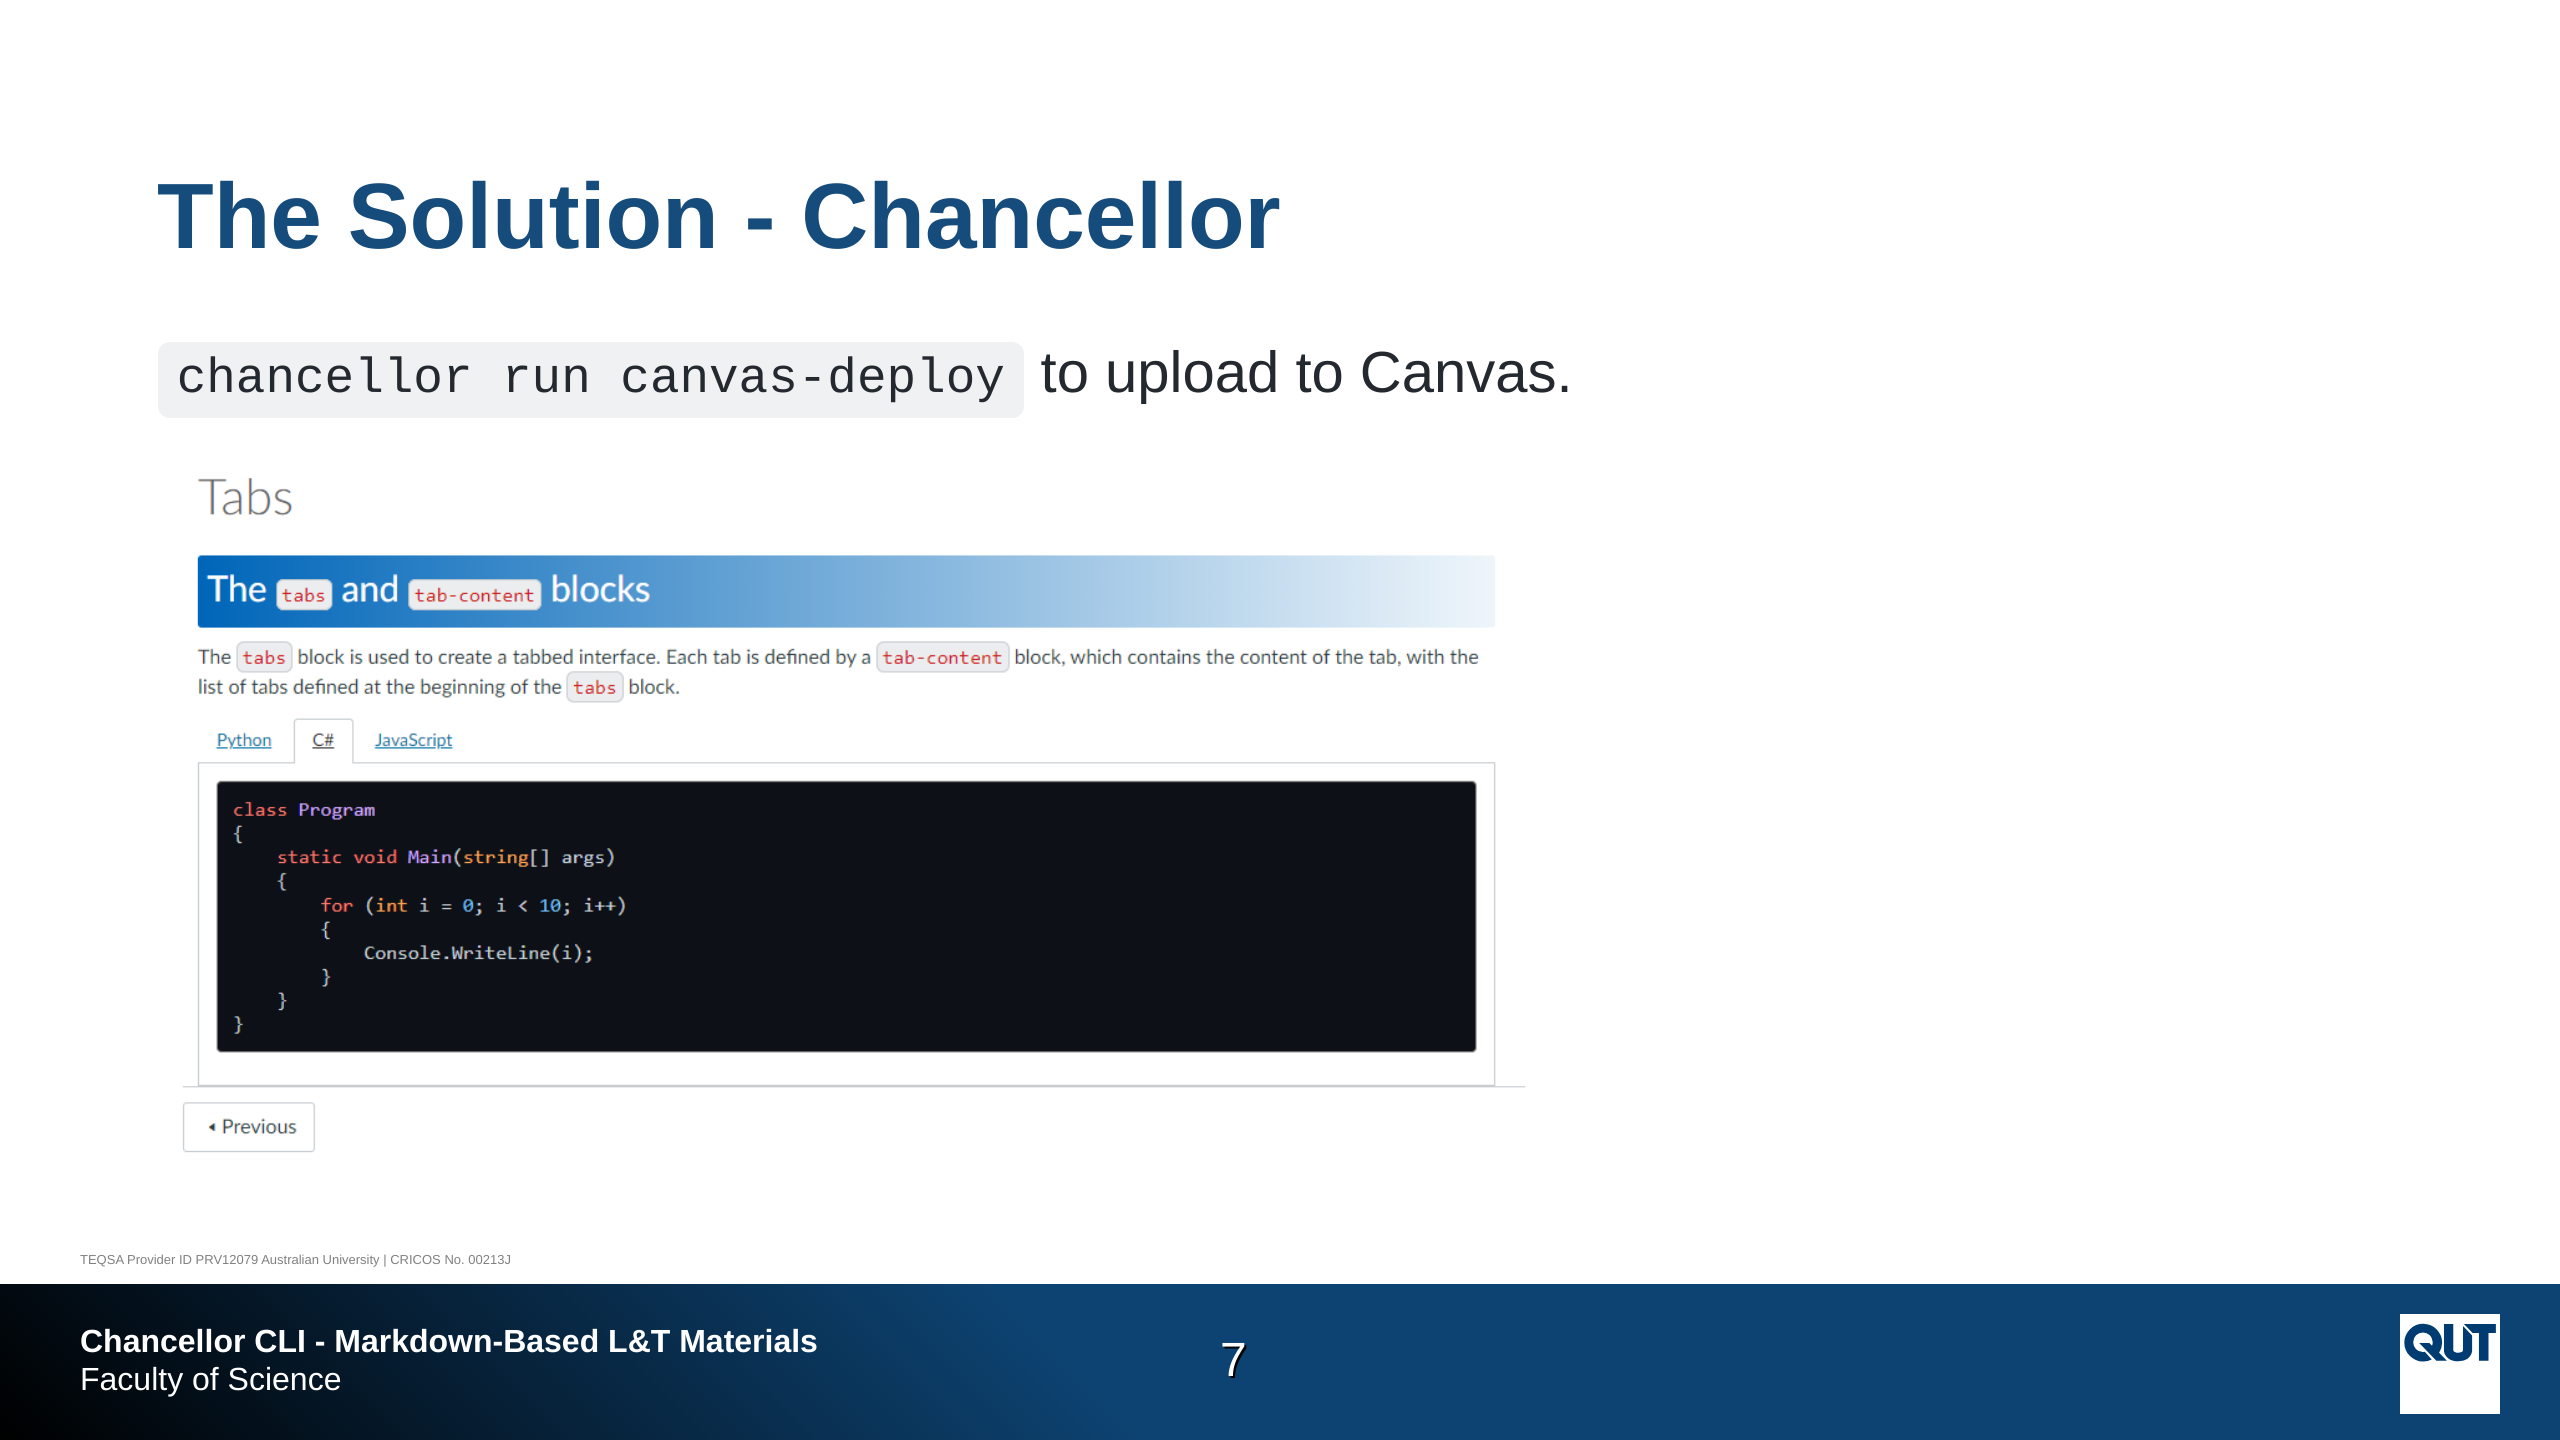 The Solution - Chancellor
chancellor run canvas-deploy to upload to Canvas.
Tabs
The tabs and tab-content blocks
The tabs block is used to create a tabbed interface. Each tab is defined by a tab-content block, which contains the content of the tab, with the
list of tabs defined at the beginning of the tabs block.
Python C# JavaScript
class Program
{
    static void Main(string[] args)
    {
        for (int i = 0; i < 10; i++)
        {
            Console.WriteLine(i);
        }
    }
}
Previous
TEQSA Provider ID PRV12079 Australian University | CRICOS No. 00213J
Chancellor CLI - Markdown-Based L&T Materials
Faculty of Science
7
QUT